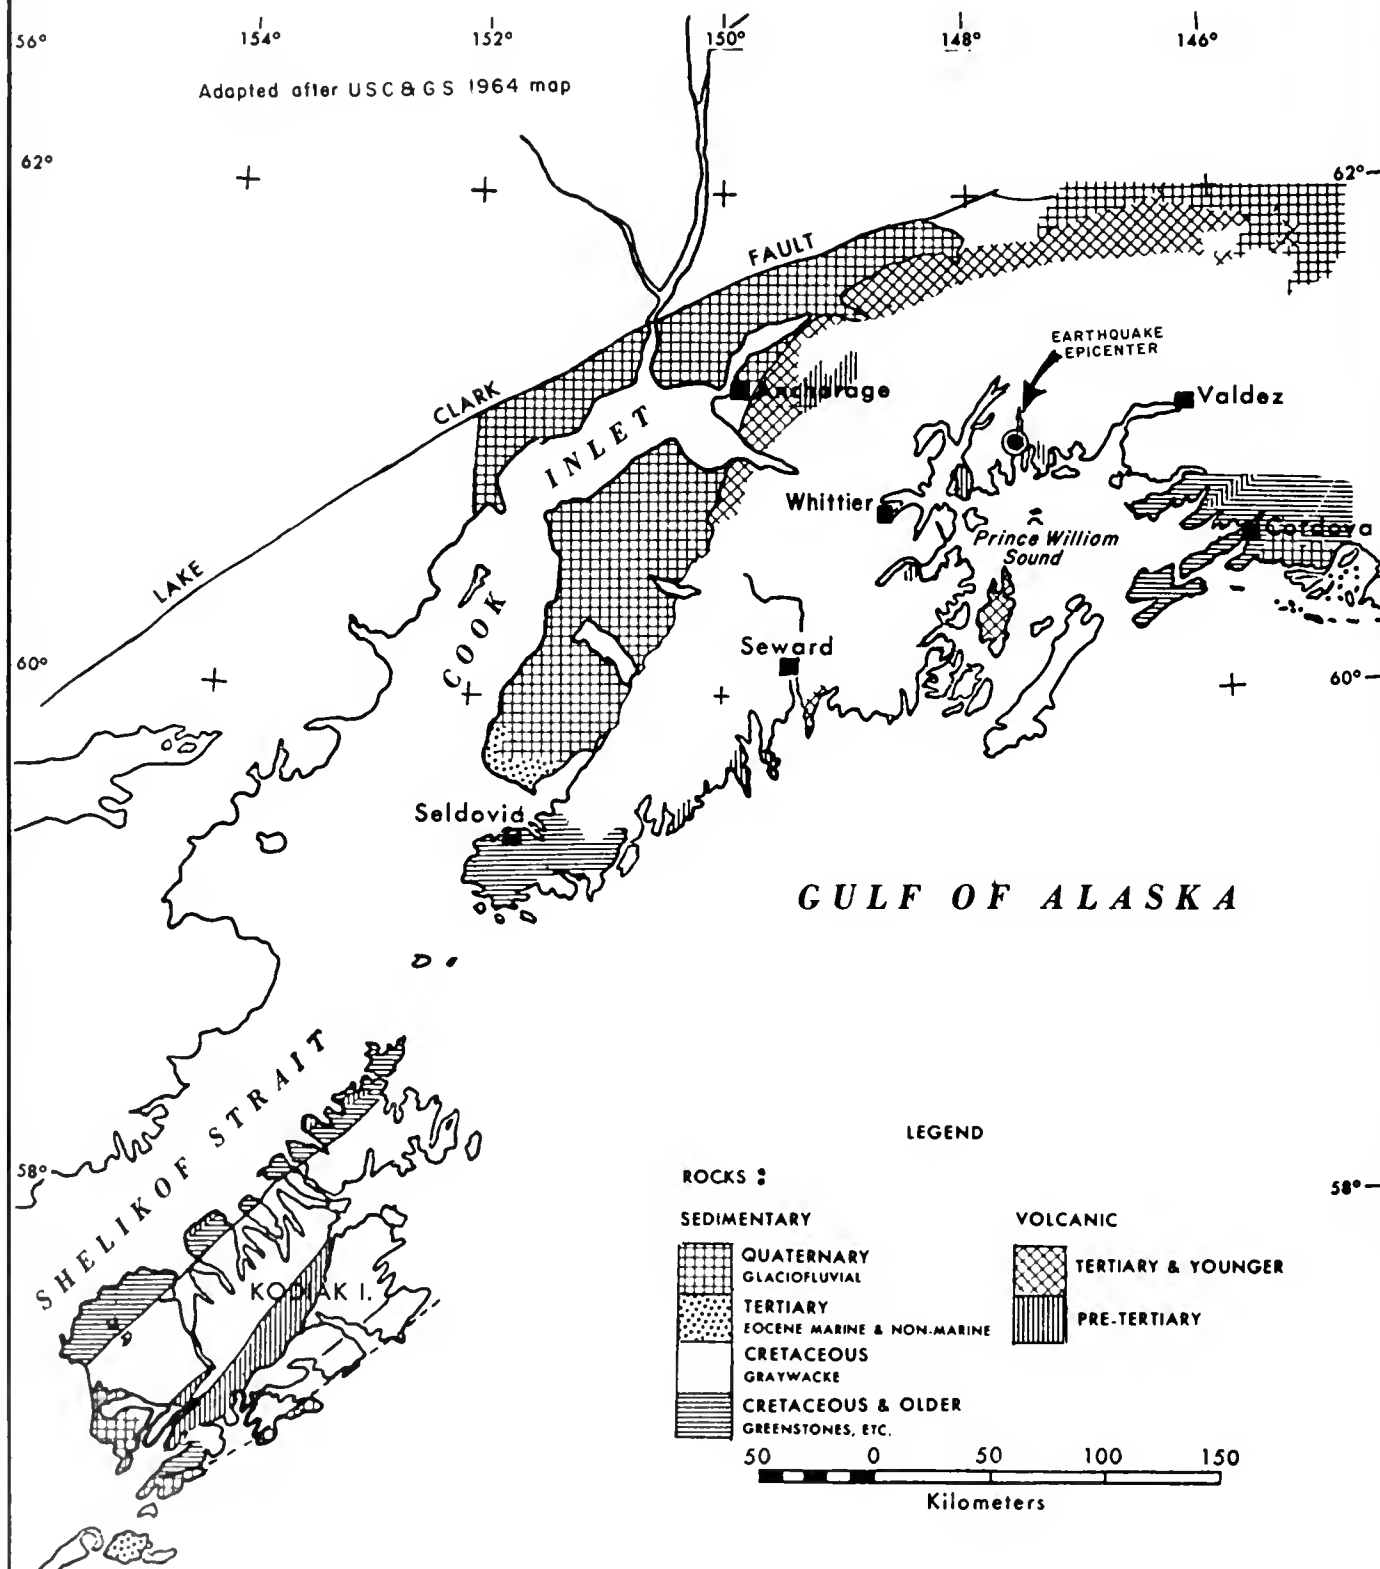 56°
154°
152°
150°
148°
146°
Adapted after USC&GS 1964 map
62°
62°
FAULT
EARTHQUAKE
EPICENTER
CLARK
Anchorage
Valdez
INLET
Whittier
Prince William
Sound
Cordova
LAKE
COOK
Seward
60°
60°
Seldovia
GULF OF ALASKA
SHELIKOF STRAIT
58°
58°
KODIAK I.
LEGEND
ROCKS :
SEDIMENTARY
VOLCANIC
QUATERNARY
GLACIOFLUVIAL
TERTIARY & YOUNGER
TERTIARY
EOCENE MARINE & NON-MARINE
PRE-TERTIARY
CRETACEOUS
GRAYWACKE
CRETACEOUS & OLDER
GREENSTONES, ETC.
50 0 50 100 150
Kilometers